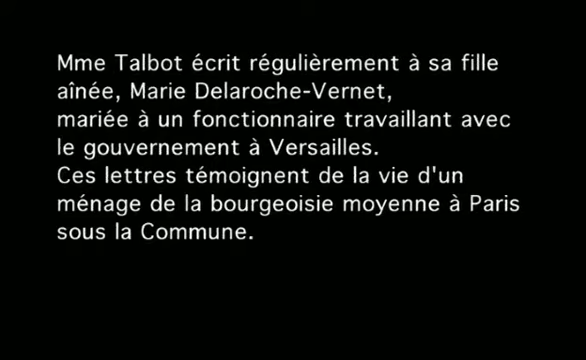 Mme Talbot écrit régulièrement à sa fille
aînée, Marie Delaroche-Vernet,
mariée à un fonctionnaire travaillant avec
le gouvernement à Versailles.
Ces lettres témoignent de la vie d'un
ménage de la bourgeoisie moyenne à Paris
sous la Commune.